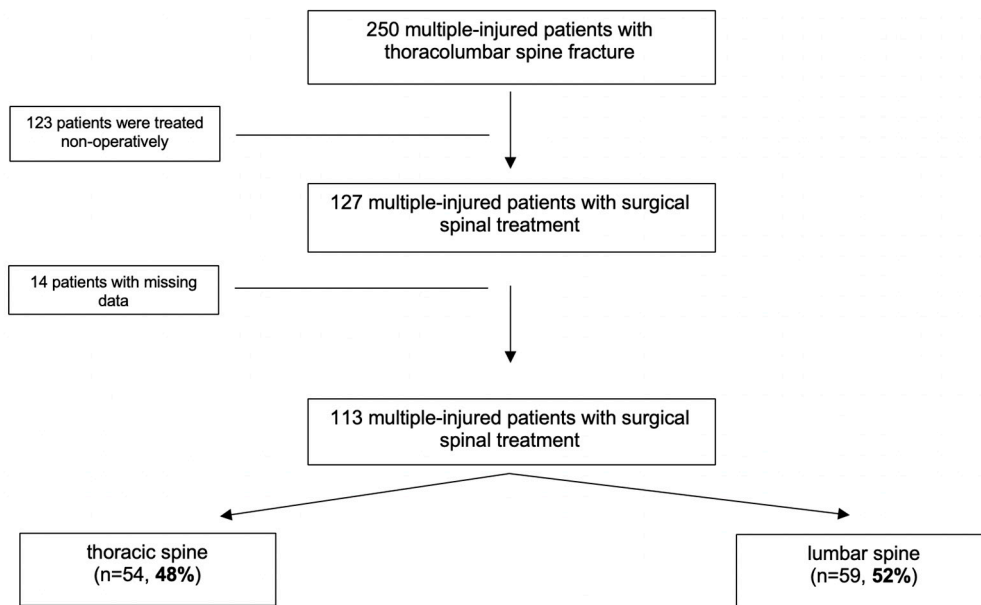 250 multiple-injured patients with
thoracolumbar spine fracture
123 patients were treated
non-operatively
127 multiple-injured patients with surgical
spinal treatment
14 patients with missing
data
113 multiple-injured patients with surgical
spinal treatment
thoracic spine
(n=54, 48%)
lumbar spine
(n=59, 52%)